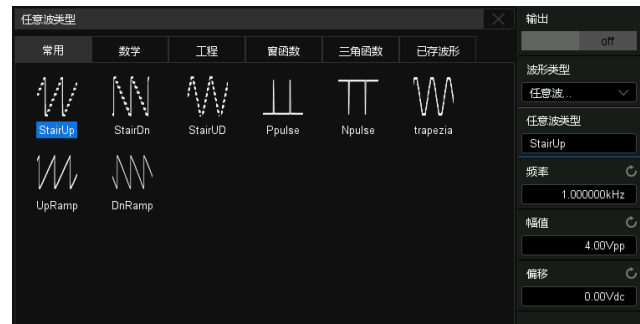 任意波类型
常用 数学 工程 窗函数 三角函数 已存波形
StairUp StairDn StairUD Ppulse Npulse trapezia
UpRamp DnRamp
输出
off
波形类型
任意波...
任意波类型
StairUp
频率
1.000000kHz
幅值
4.00Vpp
偏移
0.00Vdc